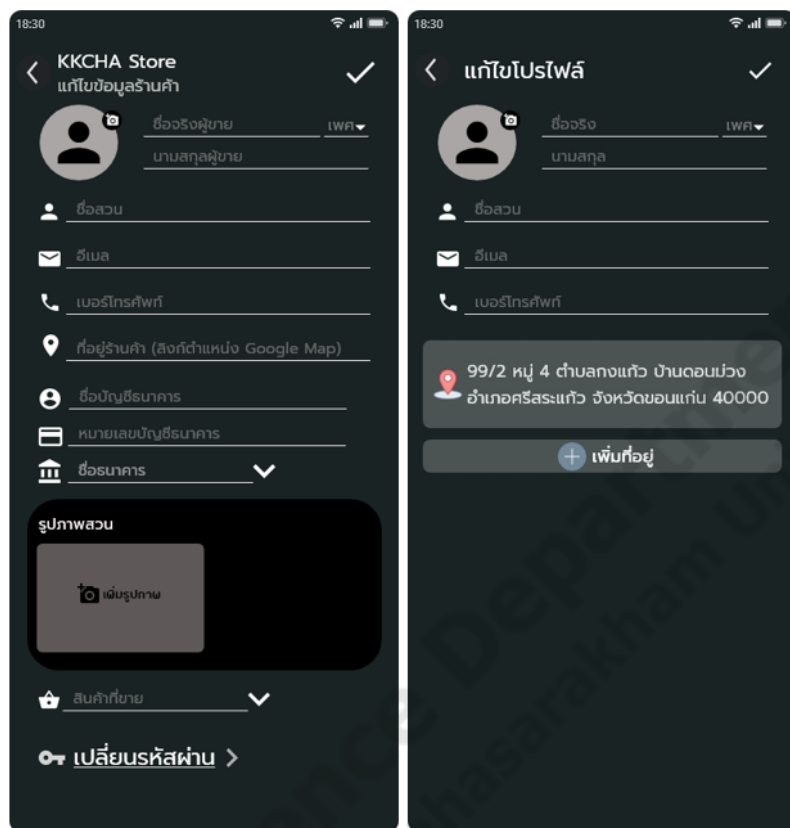 18:30
KKCHA Store
แก้ไขข้อมูลร้านค้า
ชื่อจริงผู้ขาย
เพศ
นามสกุลผู้ขาย
ชื่อสวน
อีเมล
เบอร์โทรศัพท์
ที่อยู่ร้านค้า (ลิงก์ตำแหน่ง Google Map)
ชื่อบัญชีธนาคาร
หมายเลขบัญชีธนาคาร
ชื่อธนาคาร
รูปภาพสวน
เพิ่มรูปภาพ
สินค้าที่ขาย
เปลี่ยนรหัสผ่าน
18:30
แก้ไขโปรไฟล์
ชื่อจริง
เพศ
นามสกุล
ชื่อสวน
อีเมล
เบอร์โทรศัพท์
99/2 หมู่ 4 ตำบลกงแก้ว บ้านดอนม่วง
อำเภอศรีสระแก้ว จังหวัดขอนแก่น 40000
เพิ่มที่อยู่